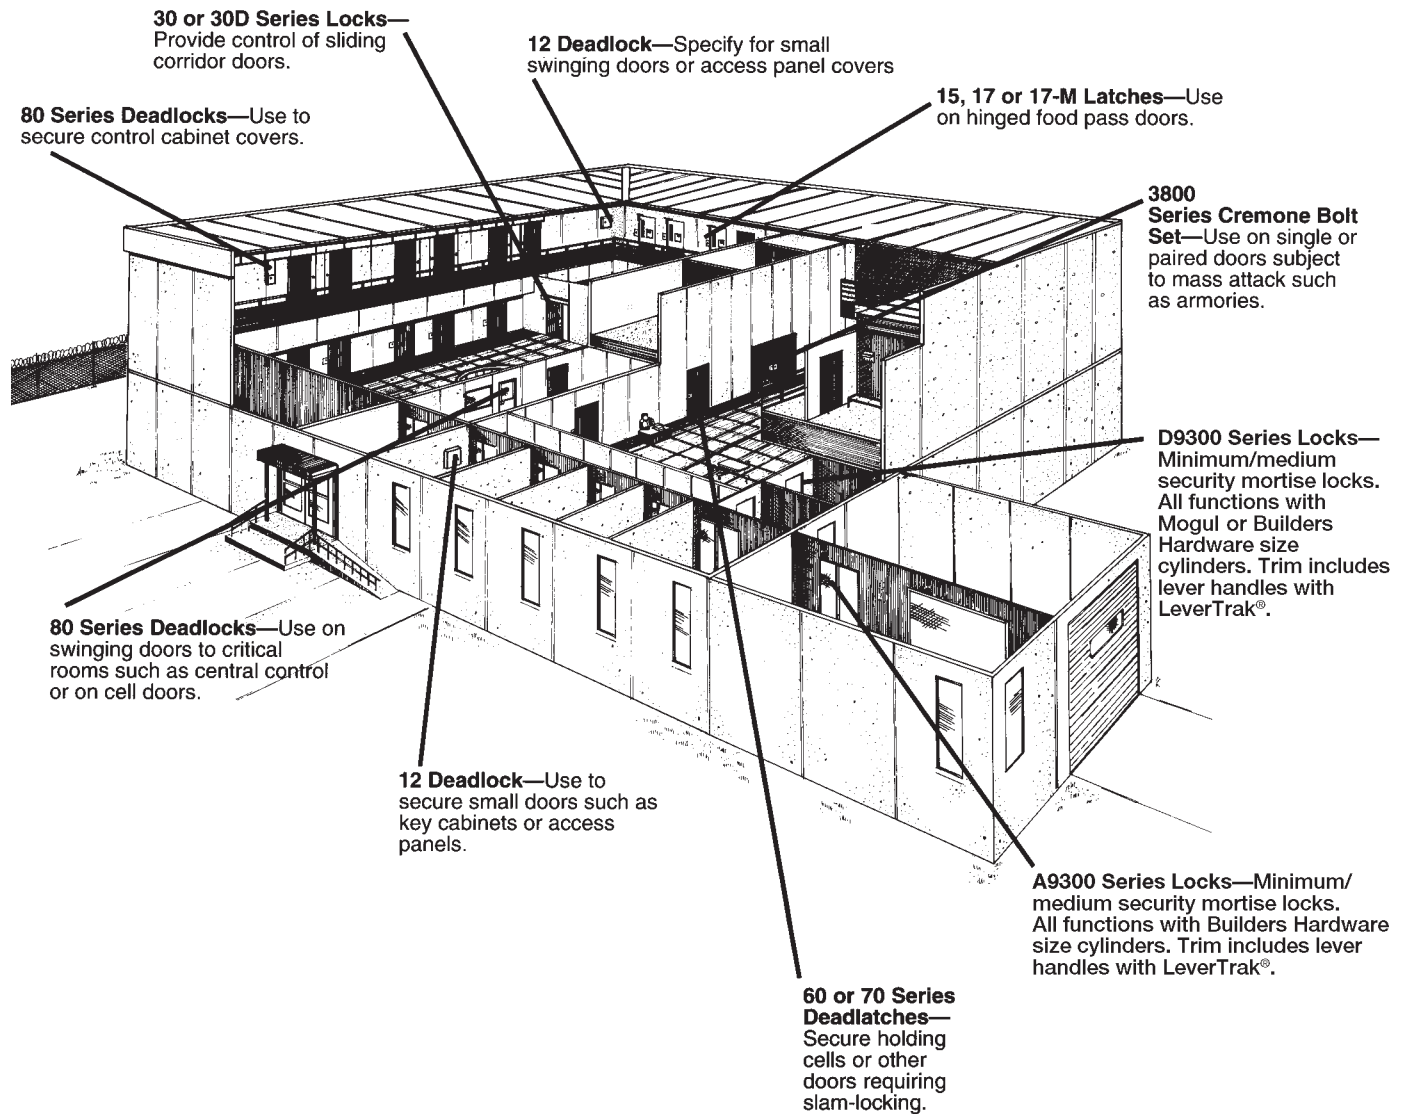 30 or 30D Series Locks—
Provide control of sliding
corridor doors.
12 Deadlock—Specify for small
swinging doors or access panel covers
15, 17 or 17-M Latches—Use
on hinged food pass doors.
80 Series Deadlocks—Use to
secure control cabinet covers.
3800
Series Cremone Bolt
Set—Use on single or
paired doors subject
to mass attack such
as armories.
D9300 Series Locks—
Minimum/medium
security mortise locks.
All functions with
Mogul or Builders
Hardware size
cylinders. Trim includes
lever handles with
LeverTrak®.
80 Series Deadlocks—Use on
swinging doors to critical
rooms such as central control
or on cell doors.
12 Deadlock—Use to
secure small doors such as
key cabinets or access
panels.
A9300 Series Locks—Minimum/
medium security mortise locks.
All functions with Builders Hardware
size cylinders. Trim includes lever
handles with LeverTrak®.
60 or 70 Series
Deadlatches—
Secure holding
cells or other
doors requiring
slam-locking.